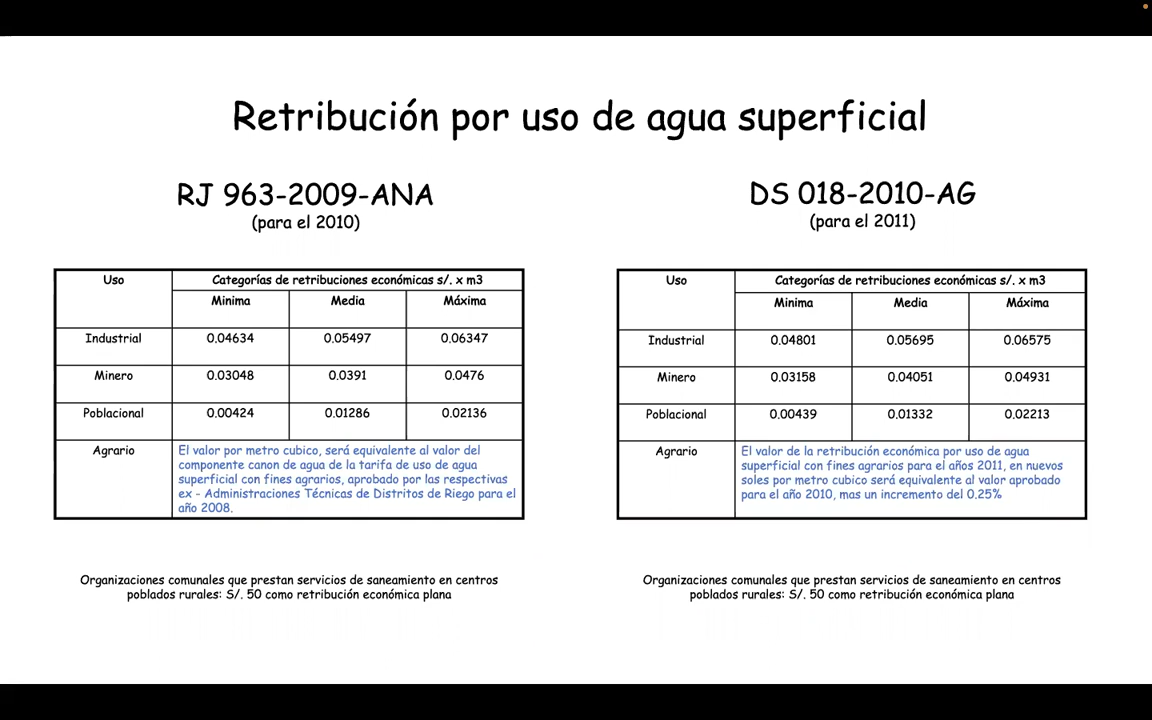 Retribución por uso de agua superficial
RJ 963-2009-ANA
(para el 2010)
Uso
Categorías de retribuciones económicas s/. x m3
Minima
Media
Máxima
Industrial
0.04634
0.05497
0.06347
Minero
0.03048
0.0391
0.0476
Poblacional
0.00424
0.01286
0.02136
Agrario
El valor por metro cubico, será equivalente al valor del
componente canon de agua de la tarifa de uso de agua
superficial con fines agrarios, aprobado por las respectivas
ex - Administraciones Técnicas de Distritos de Riego para el
año 2008.
Organizaciones comunales que prestan servicios de saneamiento en centros
poblados rurales: S/. 50 como retribución económica plana
DS 018-2010-AG
(para el 2011)
Uso
Categorías de retribuciones económicas s/. x m3
Minima
Media
Máxima
Industrial
0.04801
0.05695
0.06575
Minero
0.03158
0.04051
0.04931
Poblacional
0.00439
0.01332
0.02213
Agrario
El valor de la retribución económica por uso de agua
superficial con fines agrarios para el años 2011, en nuevos
soles por metro cubico será equivalente al valor aprobado
para el año 2010, mas un incremento del 0.25%
Organizaciones comunales que prestan servicios de saneamiento en centros
poblados rurales: S/. 50 como retribución económica plana